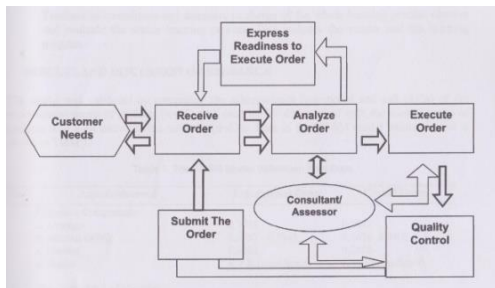 Express
Readiness to
Execute Order
Customer
Needs
Receive
Order
Analyze
Order
Execute
Order
Consultant/
Assessor
Submit The
Order
Quality
Control